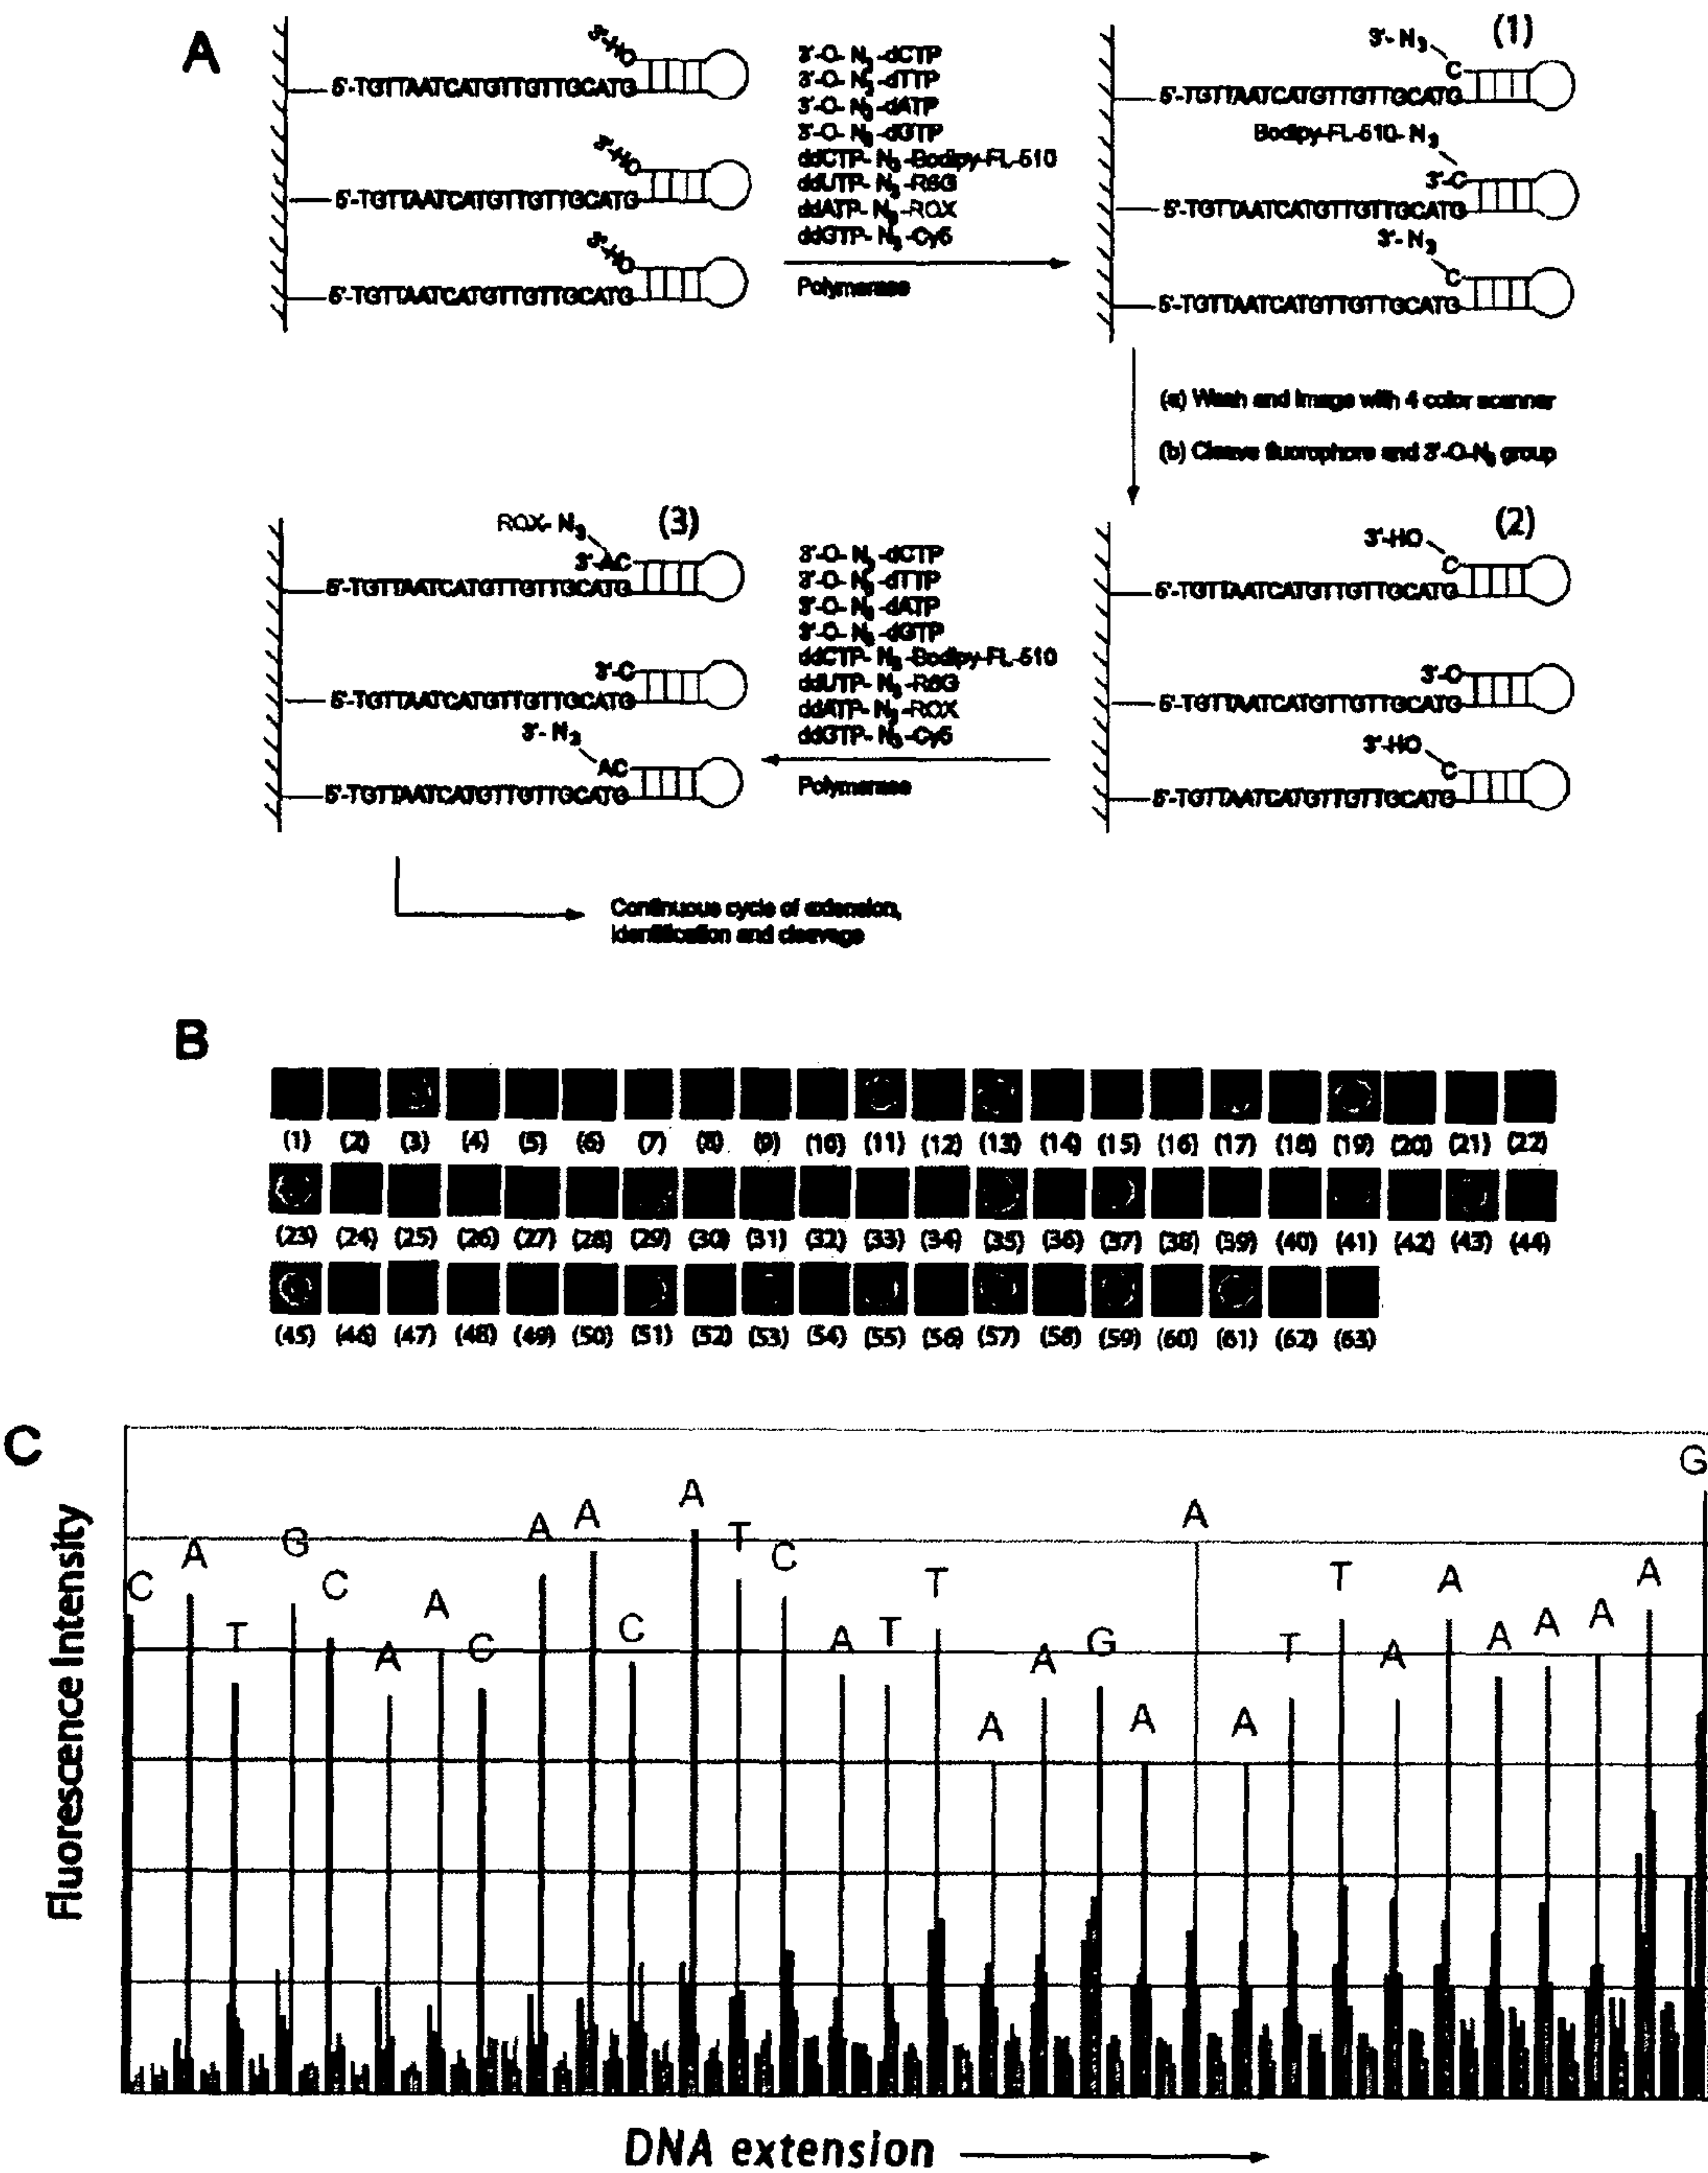 A
3'-HO
5'-TGTTAATCATGTTGTTGCATG
3'-HO
5'-TGTTAATCATGTTGTTGCATG
3'-HO
5'-TGTTAATCATGTTGTTGCATG
3'-O-N3-dCTP
3'-O-N3-dTTP
3'-O-N3-dATP
3'-O-N3-dGTP
ddCTP-N3-Bodipy-FL-510
ddUTP-N3-R6G
ddATP-N3-ROX
ddGTP-N3-Cy5
Polymerase
(1)
3'-N3
C
5'-TGTTAATCATGTTGTTGCATG
Bodipy-FL-510-N3
3'-C
5'-TGTTAATCATGTTGTTGCATG
3'-N3
C
5'-TGTTAATCATGTTGTTGCATG
(a) Wash and image with 4 color scanner
(b) Cleave fluorophore and 3'-O-N3 group
(2)
3'-HO
C
5'-TGTTAATCATGTTGTTGCATG
3'-C
5'-TGTTAATCATGTTGTTGCATG
3'-HO
C
5'-TGTTAATCATGTTGTTGCATG
3'-O-N3-dCTP
3'-O-N3-dTTP
3'-O-N3-dATP
3'-O-N3-dGTP
ddCTP-N3-Bodipy-FL-510
ddUTP-N3-R6G
ddATP-N3-ROX
ddGTP-N3-Cy5
Polymerase
(3)
ROX-N3
3'-AC
5'-TGTTAATCATGTTGTTGCATG
3'-C
5'-TGTTAATCATGTTGTTGCATG
3'-N3
AC
5'-TGTTAATCATGTTGTTGCATG
Continuous cycle of extension,
identification and cleavage
B
(1) (2) (3) (4) (5) (6) (7) (8) (9) (10) (11) (12) (13) (14) (15) (16) (17) (18) (19) (20) (21) (22)
(23) (24) (25) (26) (27) (28) (29) (30) (31) (32) (33) (34) (35) (36) (37) (38) (39) (40) (41) (42) (43) (44)
(45) (46) (47) (48) (49) (50) (51) (52) (53) (54) (55) (56) (57) (58) (59) (60) (61) (62) (63)
C
Fluorescence Intensity
C A T G C A A C A A C A T C A T T A A G A A A T T A A A A A A G
DNA extension